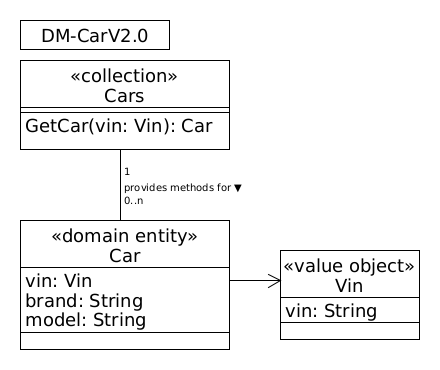 DM-CarV2.0
«collection»
Cars
GetCar(vin: Vin): Car
1
provides methods for ▼
0..n
«domain entity»
Car
vin: Vin
brand: String
model: String
«value object»
Vin
vin: String